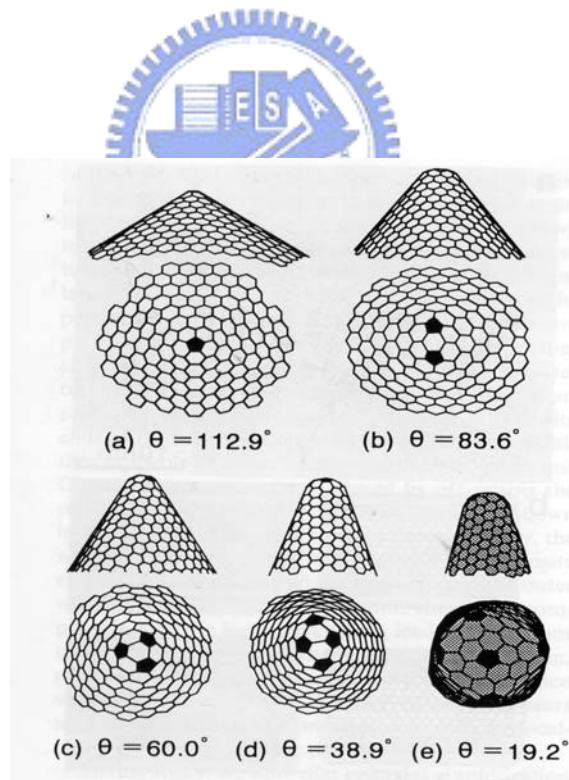 E S A
(a) θ = 112.9° (b) θ = 83.6°
(c) θ = 60.0° (d) θ = 38.9° (e) θ = 19.2°